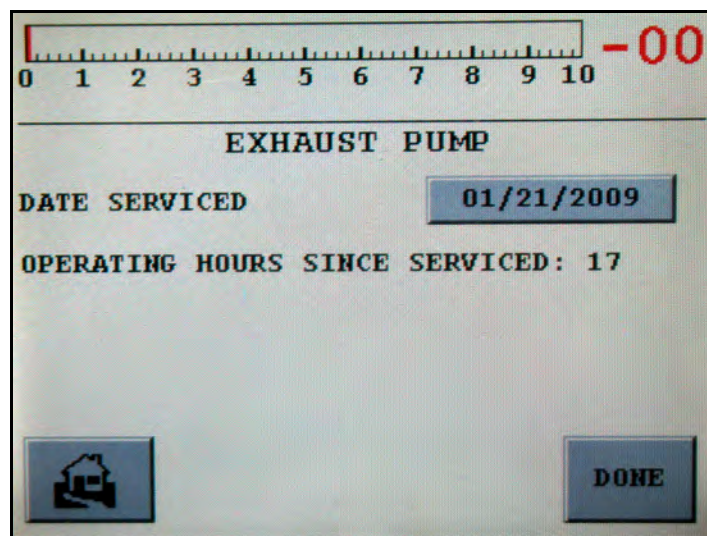 -00
0 1 2 3 4 5 6 7 8 9 10
EXHAUST PUMP
DATE SERVICED 01/21/2009
OPERATING HOURS SINCE SERVICED: 17
DONE